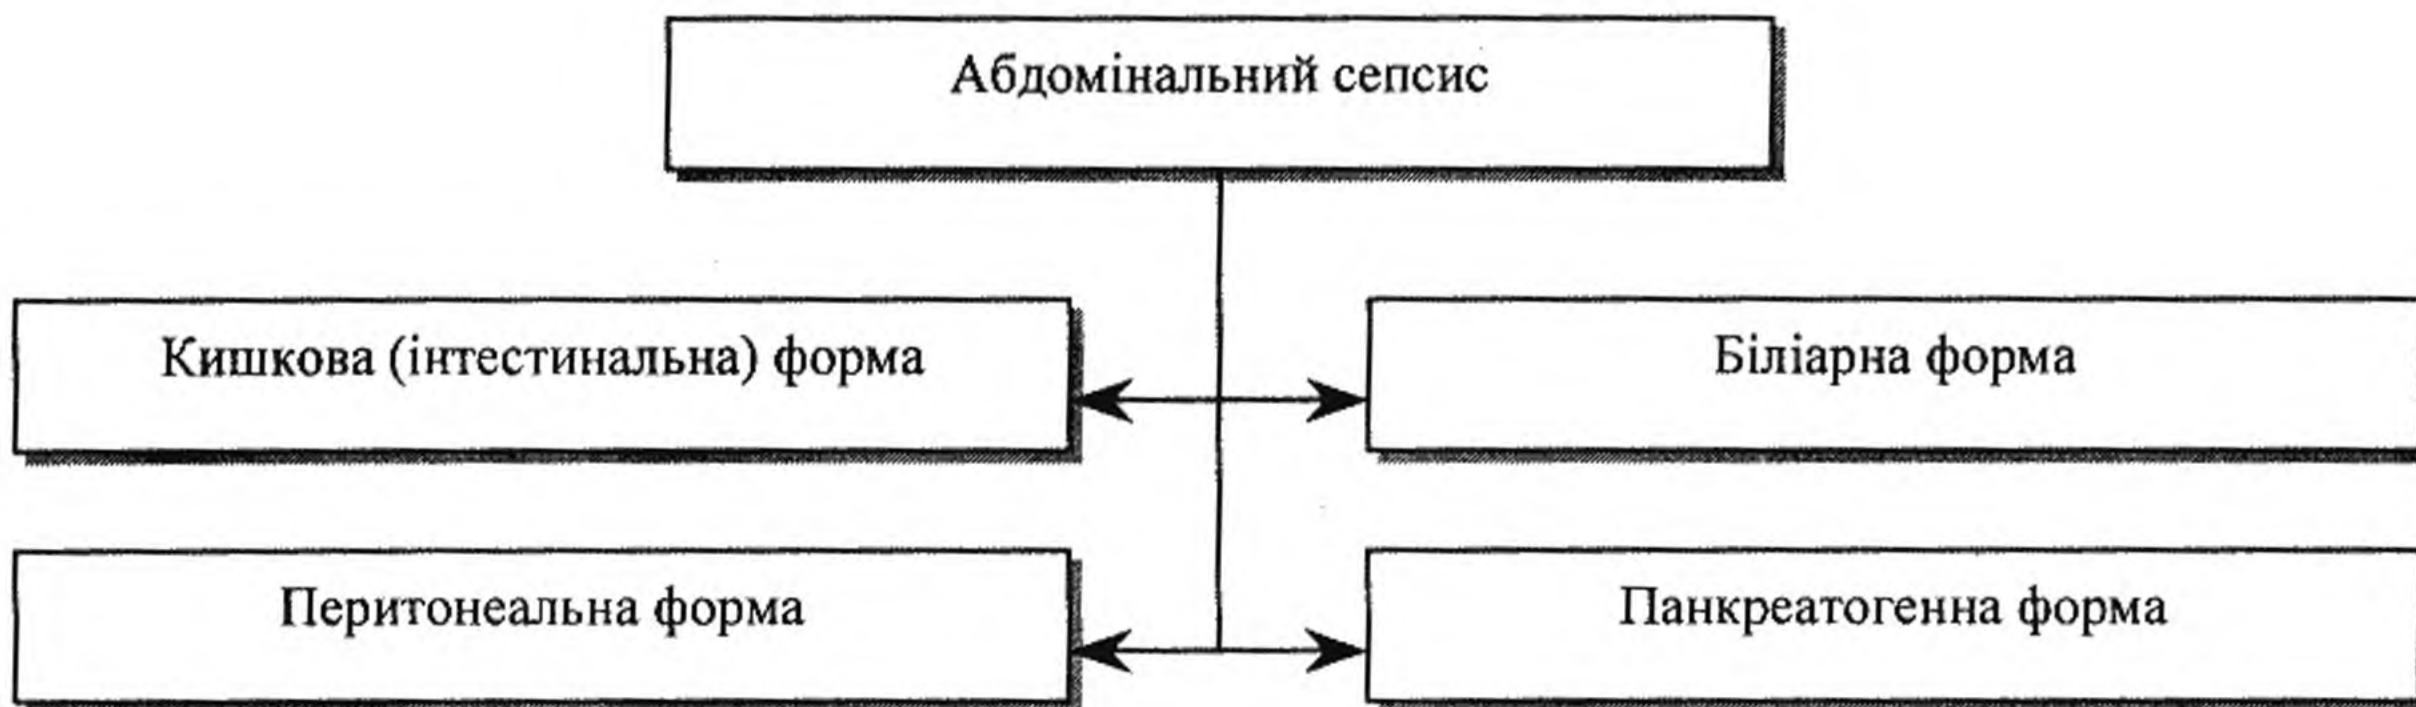 Абдомінальний сепсис
Кишкова (інтестинальна) форма
Біліарна форма
Перитонеальна форма
Панкреатогенна форма